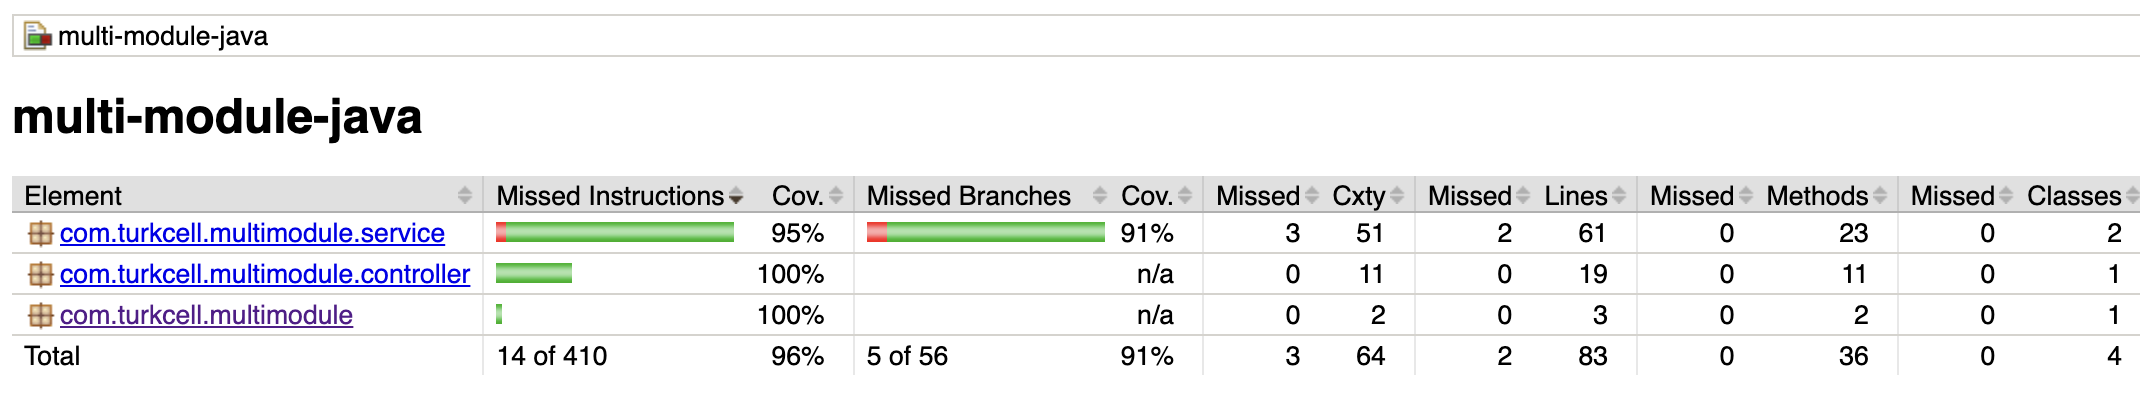 multi-module-java
multi-module-java
Element Missed Instructions Cov. Missed Branches Cov. Missed Cxty Missed Lines Missed Methods Missed Classes
com.turkcell.multimodule.service 95% 91% 3 51 2 61 0 23 0 2
com.turkcell.multimodule.controller 100% n/a 0 11 0 19 0 11 0 1
com.turkcell.multimodule 100% n/a 0 2 0 3 0 2 0 1
Total 14 of 410 96% 5 of 56 91% 3 64 2 83 0 36 0 4